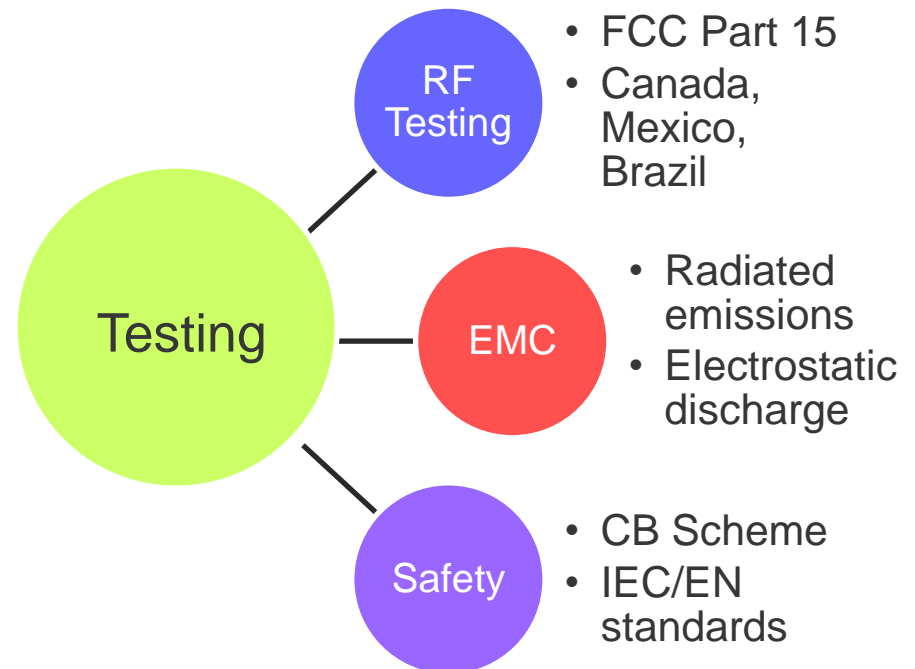 Testing
RF
Testing
• FCC Part 15
• Canada,
Mexico,
Brazil
EMC
• Radiated
emissions
• Electrostatic
discharge
Safety
• CB Scheme
• IEC/EN
standards